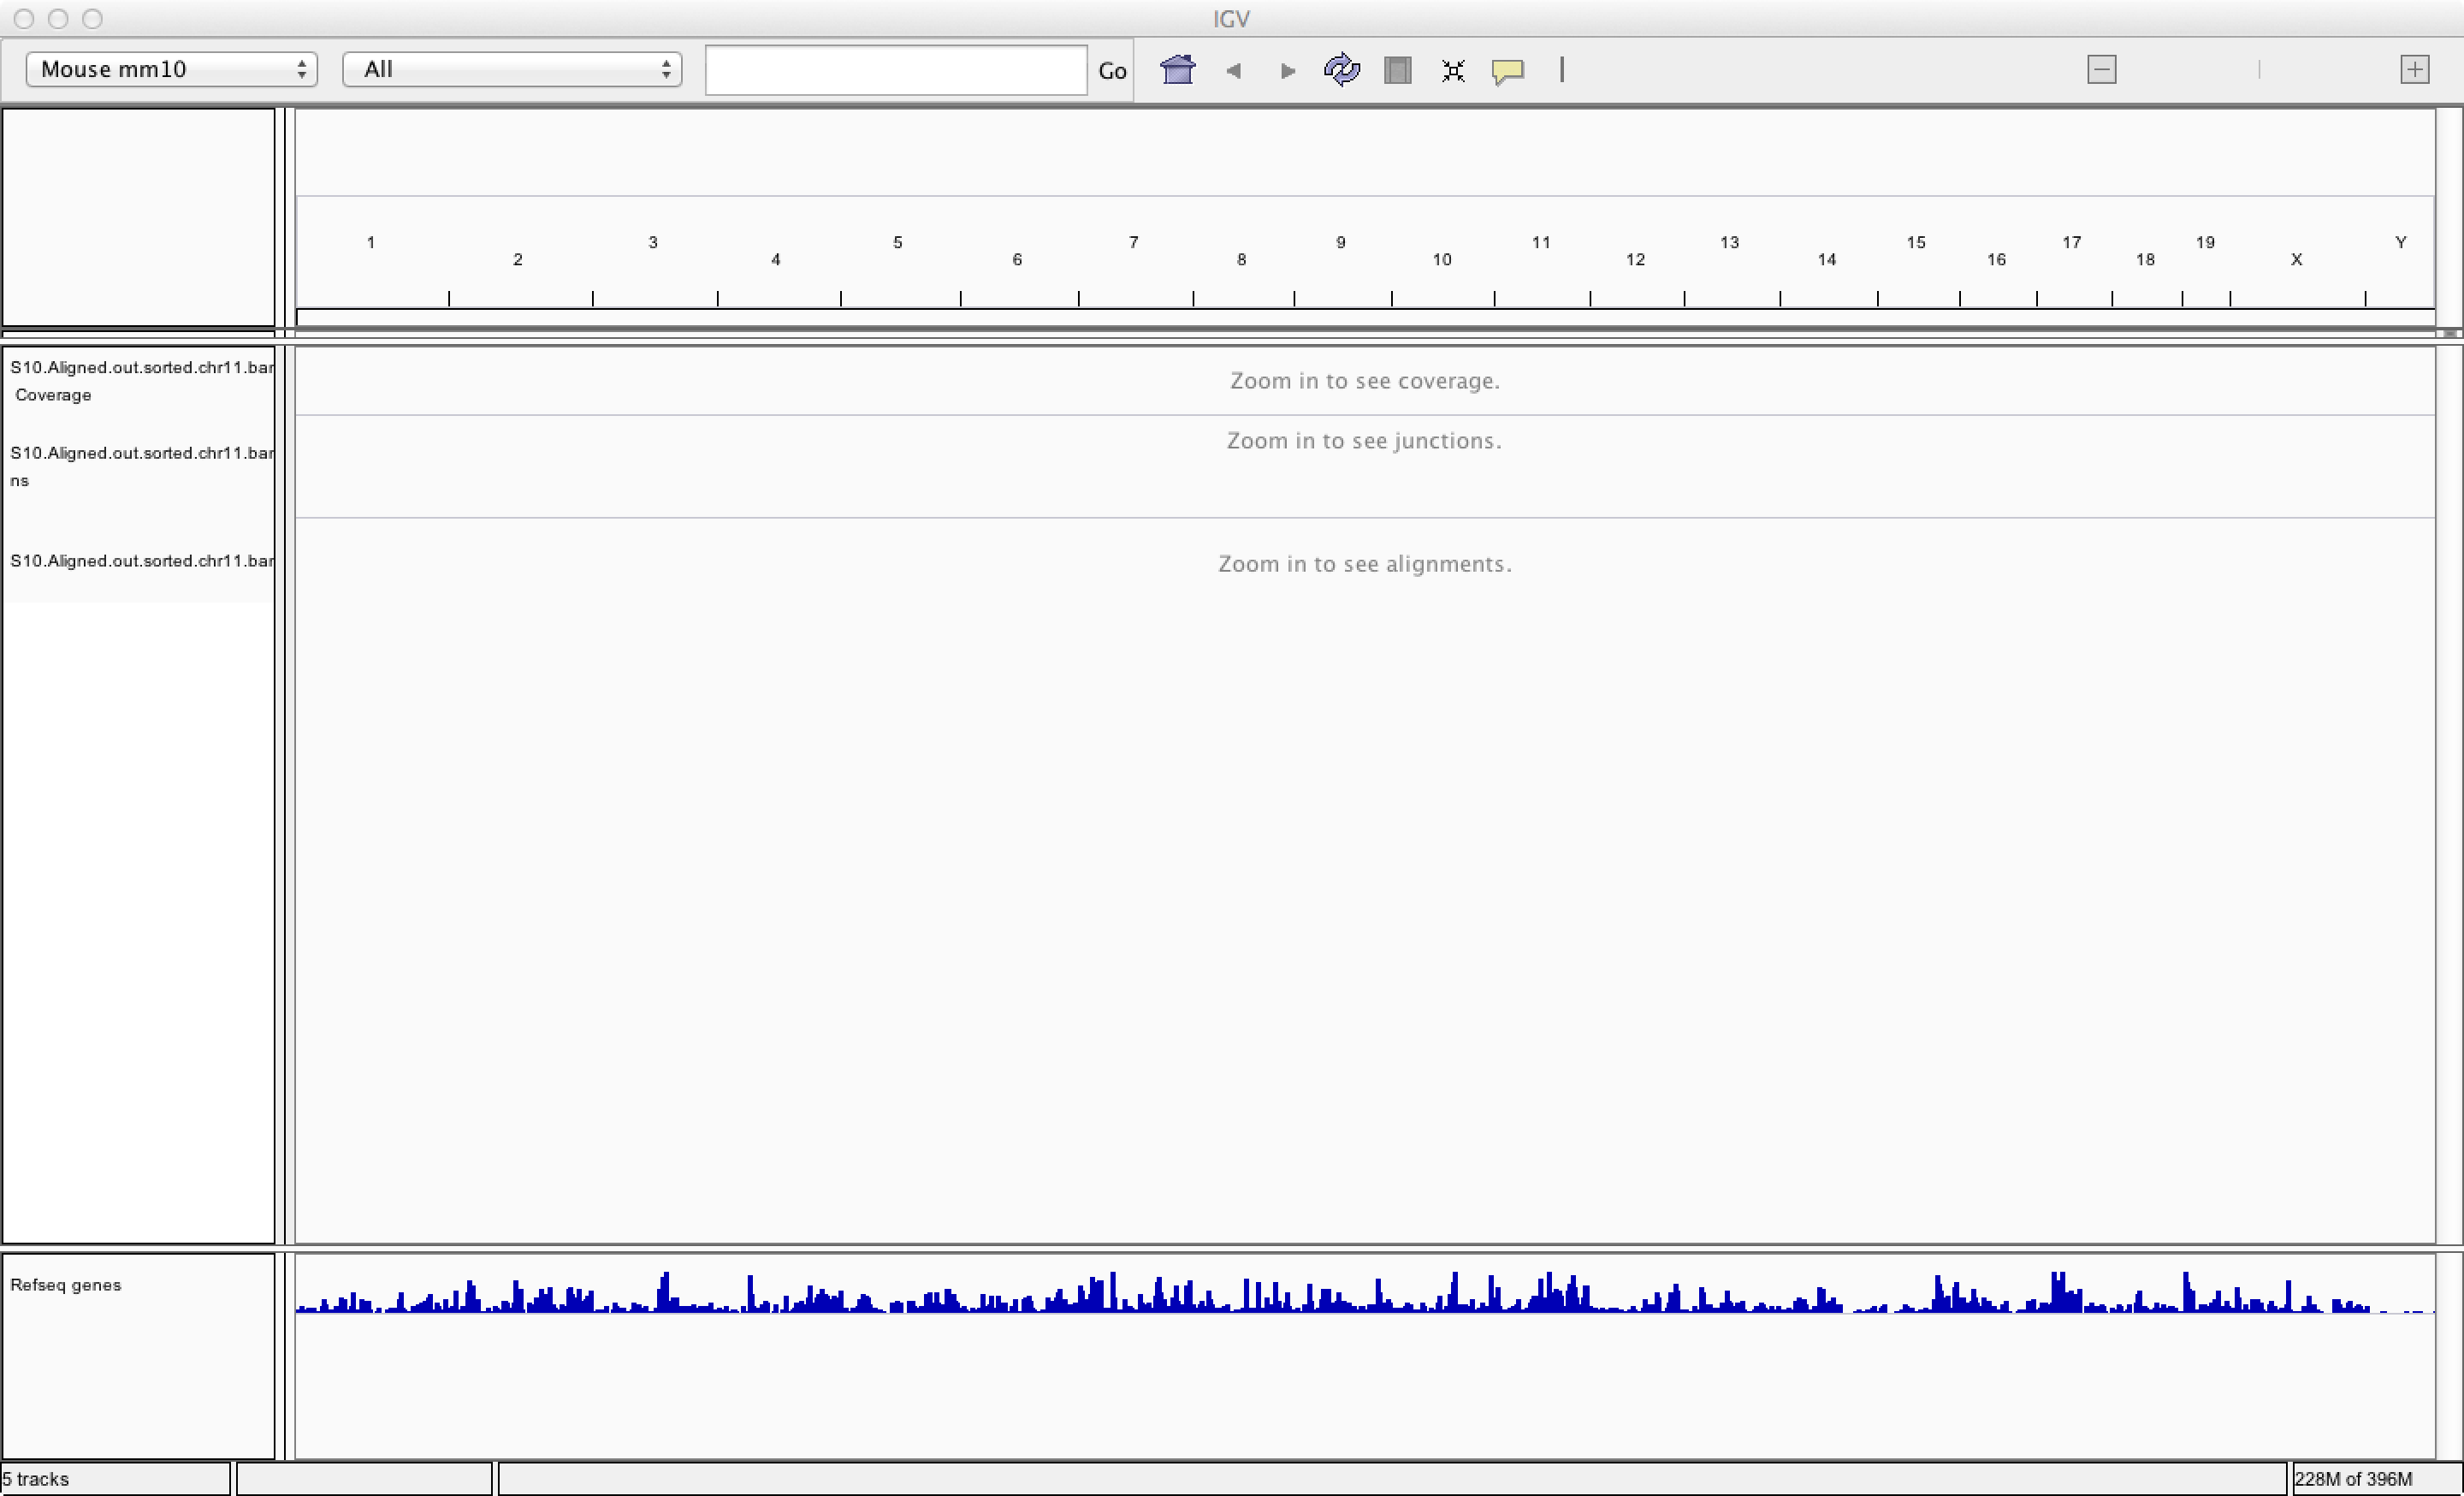 IGV
Mouse mm10 All Go
1 3 5 7 9 11 13 15 17 19 Y
2 4 6 8 10 12 14 16 18 X
S10.Aligned.out.sorted.chr11.bar
Coverage
Zoom in to see coverage.
S10.Aligned.out.sorted.chr11.bar
ns
Zoom in to see junctions.
S10.Aligned.out.sorted.chr11.bar
Zoom in to see alignments.
Refseq genes
5 tracks
228M of 396M